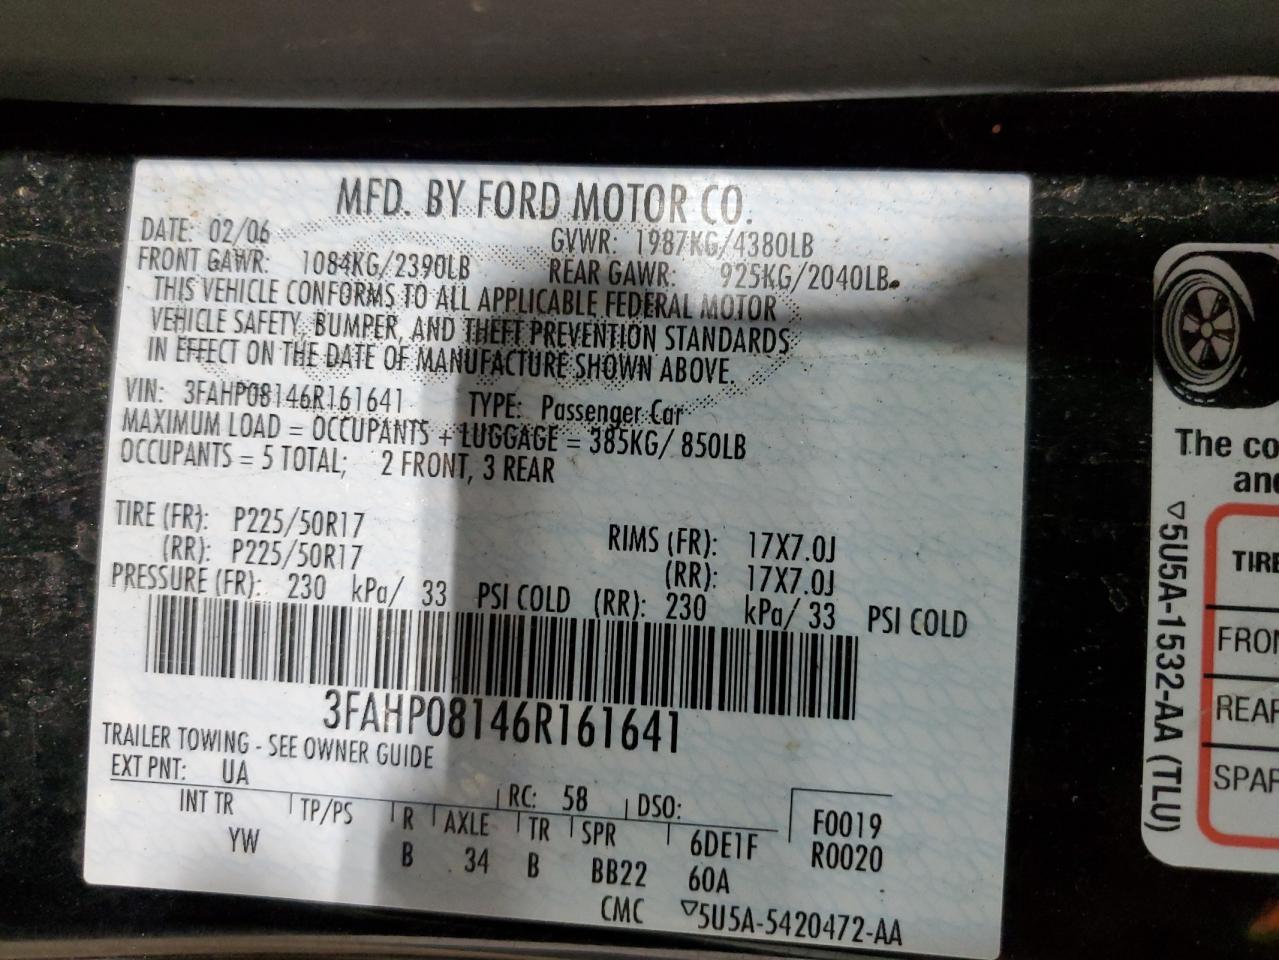 MFD. BY FORD MOTOR CO.
DATE: 02/06 GVWR: 1987KG/4380LB
FRONT GAWR: 1084KG/2390LB REAR GAWR: 925KG/2040LB
THIS VEHICLE CONFORMS TO ALL APPLICABLE FEDERAL MOTOR
VEHICLE SAFETY, BUMPER, AND THEFT PREVENTION STANDARDS
IN EFFECT ON THE DATE OF MANUFACTURE SHOWN ABOVE.
VIN: 3FAHP08146R161641 TYPE: Passenger Car
MAXIMUM LOAD = OCCUPANTS + LUGGAGE = 385KG/ 850LB
OCCUPANTS = 5 TOTAL; 2 FRONT, 3 REAR
TIRE (FR): P225/50R17 RIMS (FR): 17X7.0J
(RR): P225/50R17 (RR): 17X7.0J
PRESSURE (FR): 230 kPa/ 33 PSI COLD (RR): 230 kPa/ 33 PSI COLD
3FAHP08146R161641
TRAILER TOWING - SEE OWNER GUIDE
EXT PNT: UA RC: 58 DSO:
INT TR TP/PS R AXLE TR SPR 6DE1F F0019
YW B 34 B BB22 60A R0020
CMC ▽5U5A-5420472-AA
The co
and
▽5U5A-1532-AA (TLU)
TIRE
FRON
REAR
SPAR